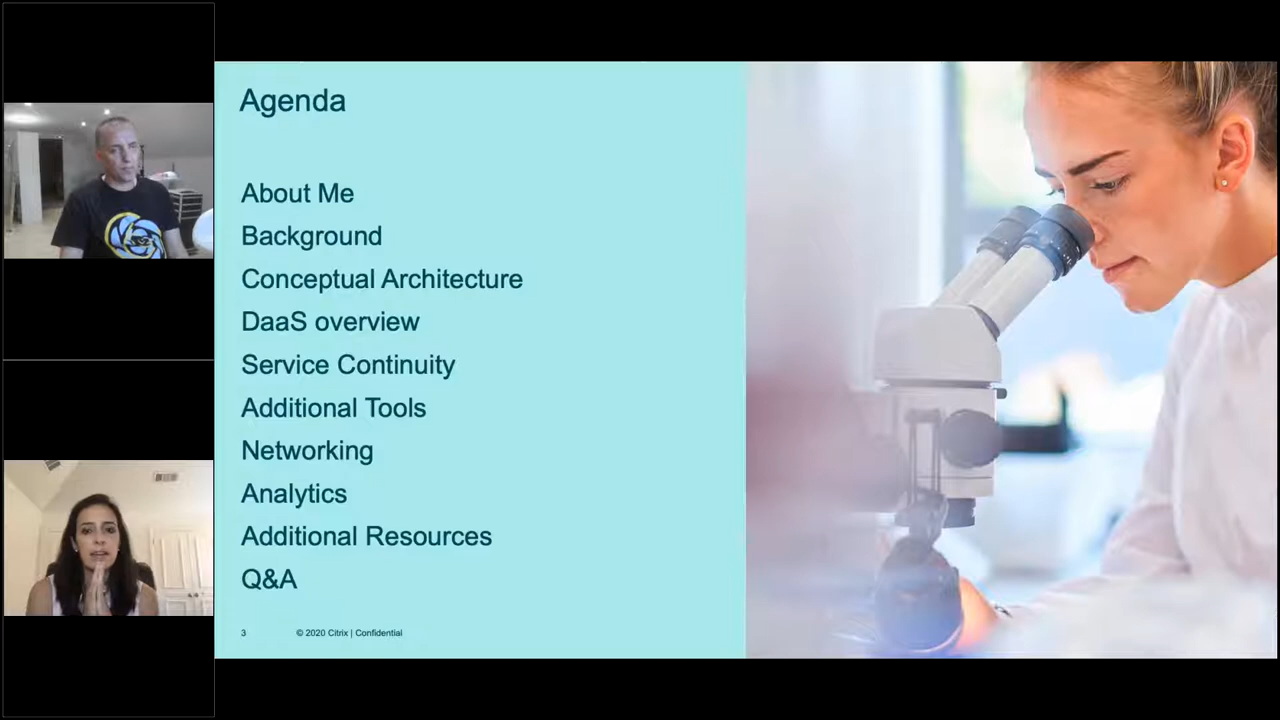 Agenda
About Me
Background
Conceptual Architecture
DaaS overview
Service Continuity
Additional Tools
Networking
Analytics
Additional Resources
Q&A
3 © 2020 Citrix | Confidential